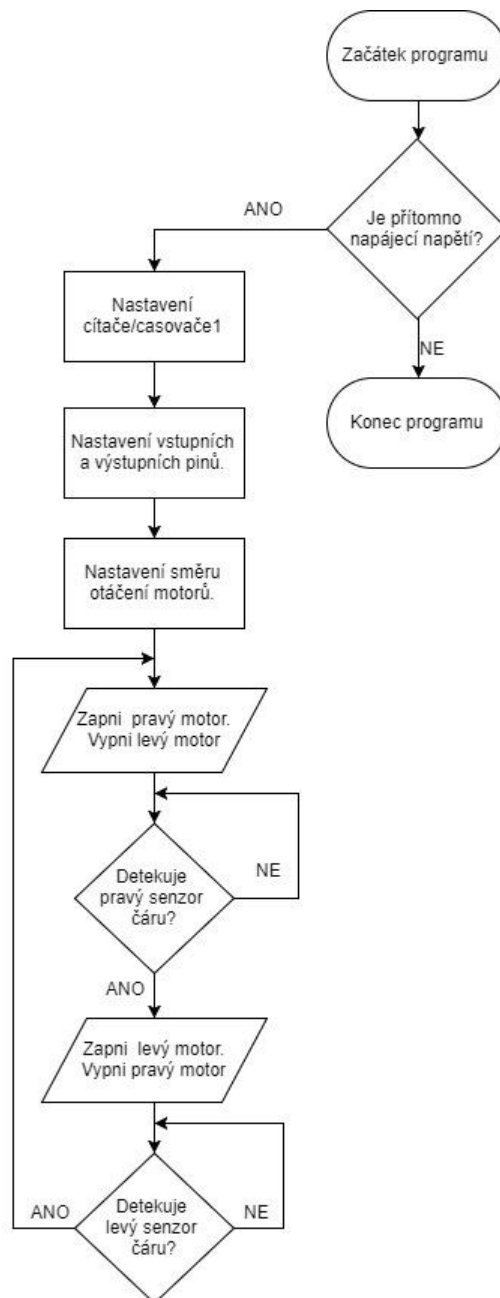 Začátek programu
Je přítomno
napájecí napětí?
ANO
NE
Konec programu
Nastavení
cítače/casovače1
Nastavení vstupních
a výstupních pinů.
Nastavení směru
otáčení motorů.
Zapni pravý motor.
Vypni levý motor
Detekuje
pravý senzor
čáru?
NE
ANO
Zapni levý motor.
Vypni pravý motor
Detekuje
levý senzor
čáru?
ANO
NE